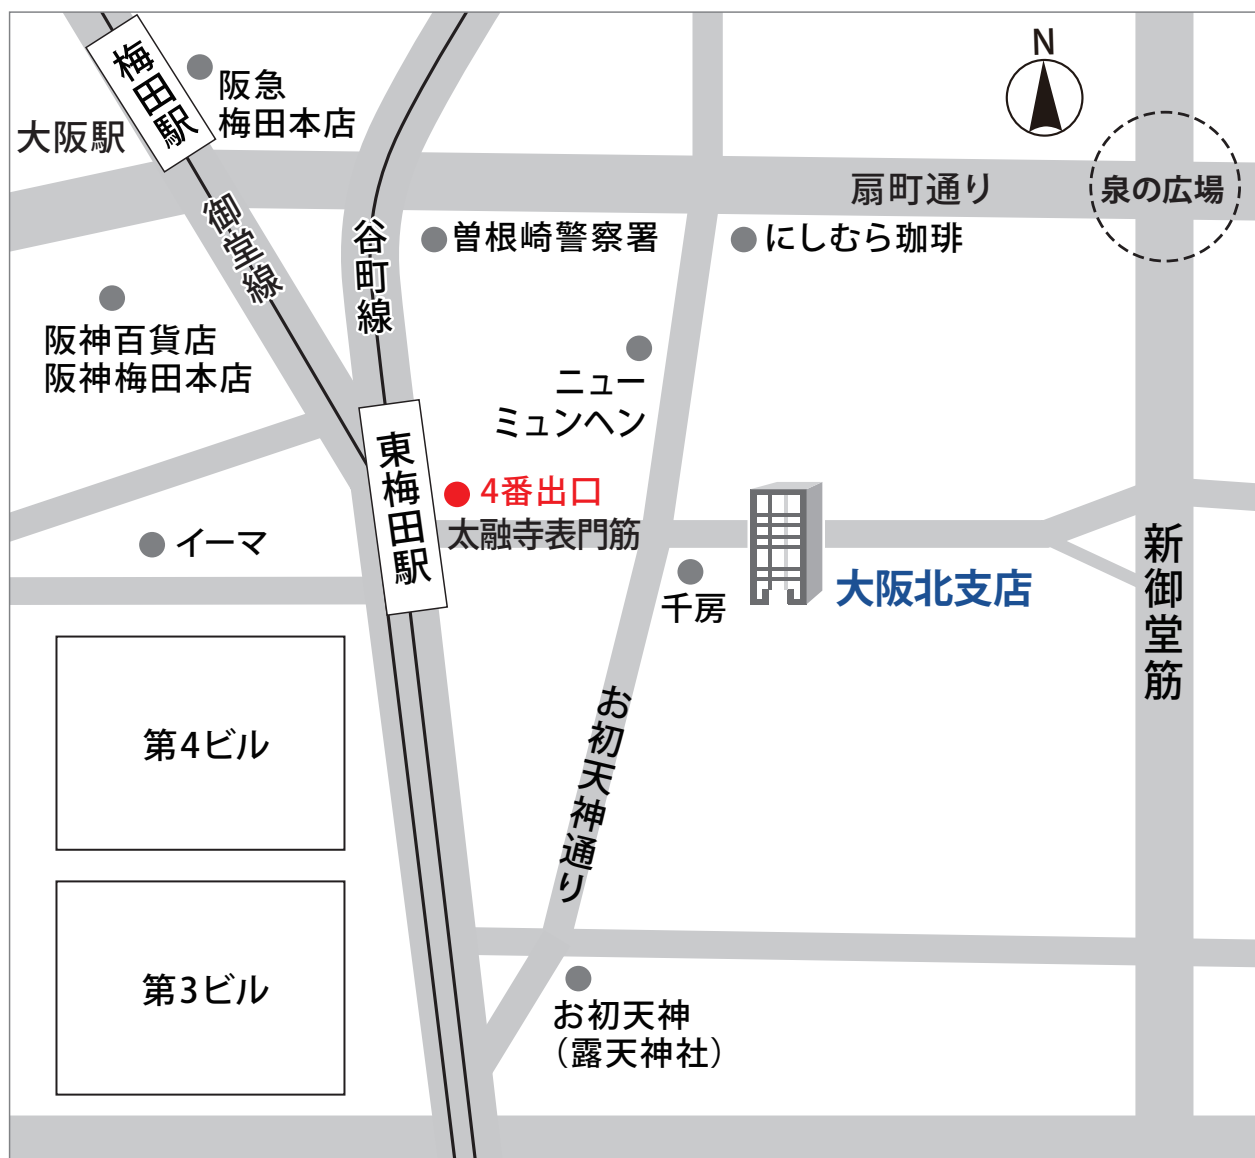 N
梅田駅
阪急
梅田本店
大阪駅
扇町通り
泉の広場
御堂線
谷町線
曽根崎警察署
にしむら珈琲
阪神百貨店
阪神梅田本店
ニュー
ミュンヘン
東梅田駅
4番出口
太融寺表門筋
イーマ
千房
大阪北支店
新御堂筋
お初天神通り
第4ビル
第3ビル
お初天神
（露天神社）